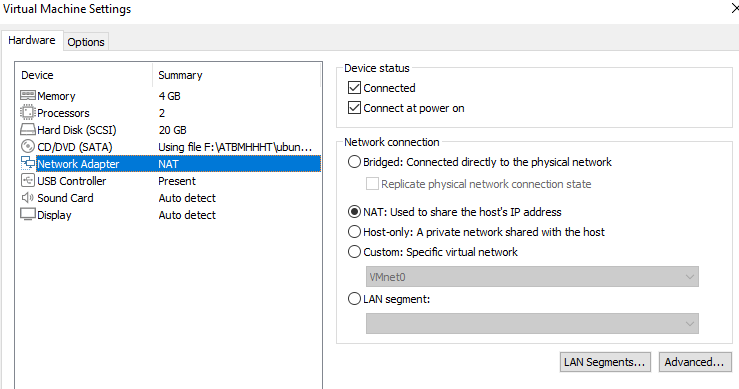 Virtual Machine Settings
Hardware
Options
Device Summary
Memory 4 GB
Processors 2
Hard Disk (SCSI) 20 GB
CD/DVD (SATA) Using file F:\ATBMHHHT\ubun...
Network Adapter NAT
USB Controller Present
Sound Card Auto detect
Display Auto detect
Device status
Connected
Connect at power on
Network connection
Bridged: Connected directly to the physical network
Replicate physical network connection state
NAT: Used to share the host's IP address
Host-only: A private network shared with the host
Custom: Specific virtual network
VMnet0
LAN segment:
LAN Segments... Advanced...